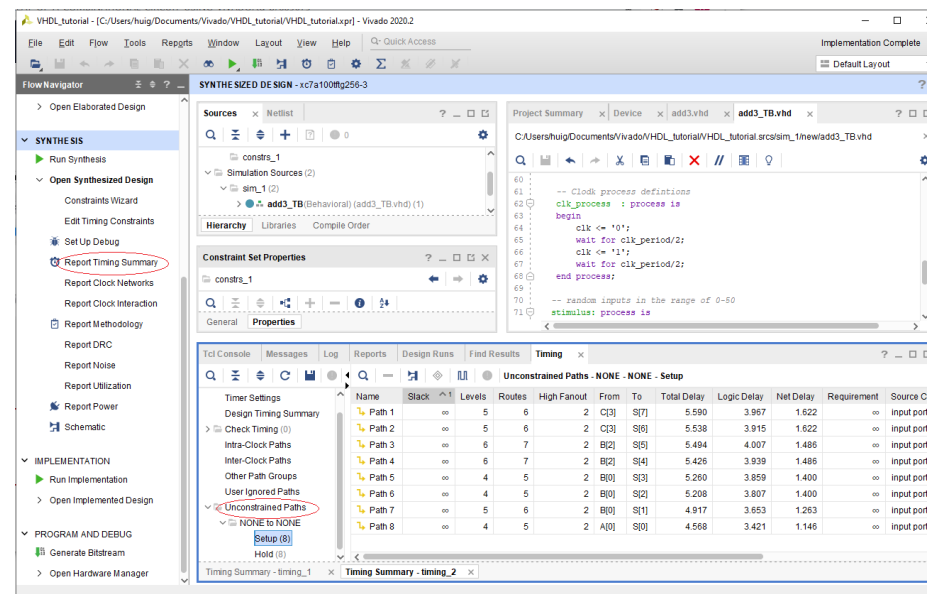 VHDL_tutorial - [C:/Users/huig/Documents/Vivado/VHDL_tutorial/VHDL_tutorial.xpr] - Vivado 2020.2
File Edit Flow Tools Reports Window Layout View Help Q- Quick Access
Implementation Complete
Default Layout
Flow Navigator
Open Elaborated Design
SYNTHESIS
Run Synthesis
Open Synthesized Design
Constraints Wizard
Edit Timing Constraints
Set Up Debug
Report Timing Summary
Report Clock Networks
Report Clock Interaction
Report Methodology
Report DRC
Report Noise
Report Utilization
Report Power
Schematic
IMPLEMENTATION
Run Implementation
Open Implemented Design
PROGRAM AND DEBUG
Generate Bitstream
Open Hardware Manager
SYNTHESIZED DESIGN - xc7a100tftg256-3
Sources Netlist
0
constrs_1
Simulation Sources (2)
sim_1 (2)
add3_TB(Behavioral) (add3_TB.vhd) (1)
Hierarchy Libraries Compile Order
Constraint Set Properties
constrs_1
General Properties
Project Summary Device add3.vhd add3_TB.vhd
C:/Users/huig/Documents/Vivado/VHDL_tutorial/VHDL_tutorial.srcs/sim_1/new/add3_TB.vhd
60
61 -- Clodk process defintions
62 clk_process : process is
63 begin
64 clk <= '0';
65 wait for clk_period/2;
66 clk <= '1';
67 wait for clk_period/2;
68 end process;
69
70 -- random inputs in the range of 0-50
71 stimulus: process is
Tcl Console Messages Log Reports Design Runs Find Results Timing
Unconstrained Paths - NONE - NONE - Setup
Timer Settings
Design Timing Summary
Check Timing (0)
Intra-Clock Paths
Inter-Clock Paths
Other Path Groups
User Ignored Paths
Unconstrained Paths
NONE to NONE
Setup (8)
Hold (8)
Name Slack ^1 Levels Routes High Fanout From To Total Delay Logic Delay Net Delay Requirement Source C
Path 1 ∞ 5 6 2 C[3] S[7] 5.590 3.967 1.622 ∞ input port
Path 2 ∞ 5 6 2 C[3] S[6] 5.538 3.915 1.622 ∞ input port
Path 3 ∞ 6 7 2 B[2] S[5] 5.494 4.007 1.486 ∞ input port
Path 4 ∞ 6 7 2 B[2] S[4] 5.426 3.939 1.486 ∞ input port
Path 5 ∞ 4 5 2 B[0] S[3] 5.260 3.859 1.400 ∞ input port
Path 6 ∞ 4 5 2 B[0] S[2] 5.208 3.807 1.400 ∞ input port
Path 7 ∞ 5 6 2 B[0] S[1] 4.917 3.653 1.263 ∞ input port
Path 8 ∞ 4 5 2 A[0] S[0] 4.568 3.421 1.146 ∞ input port
Timing Summary - timing_1 Timing Summary - timing_2